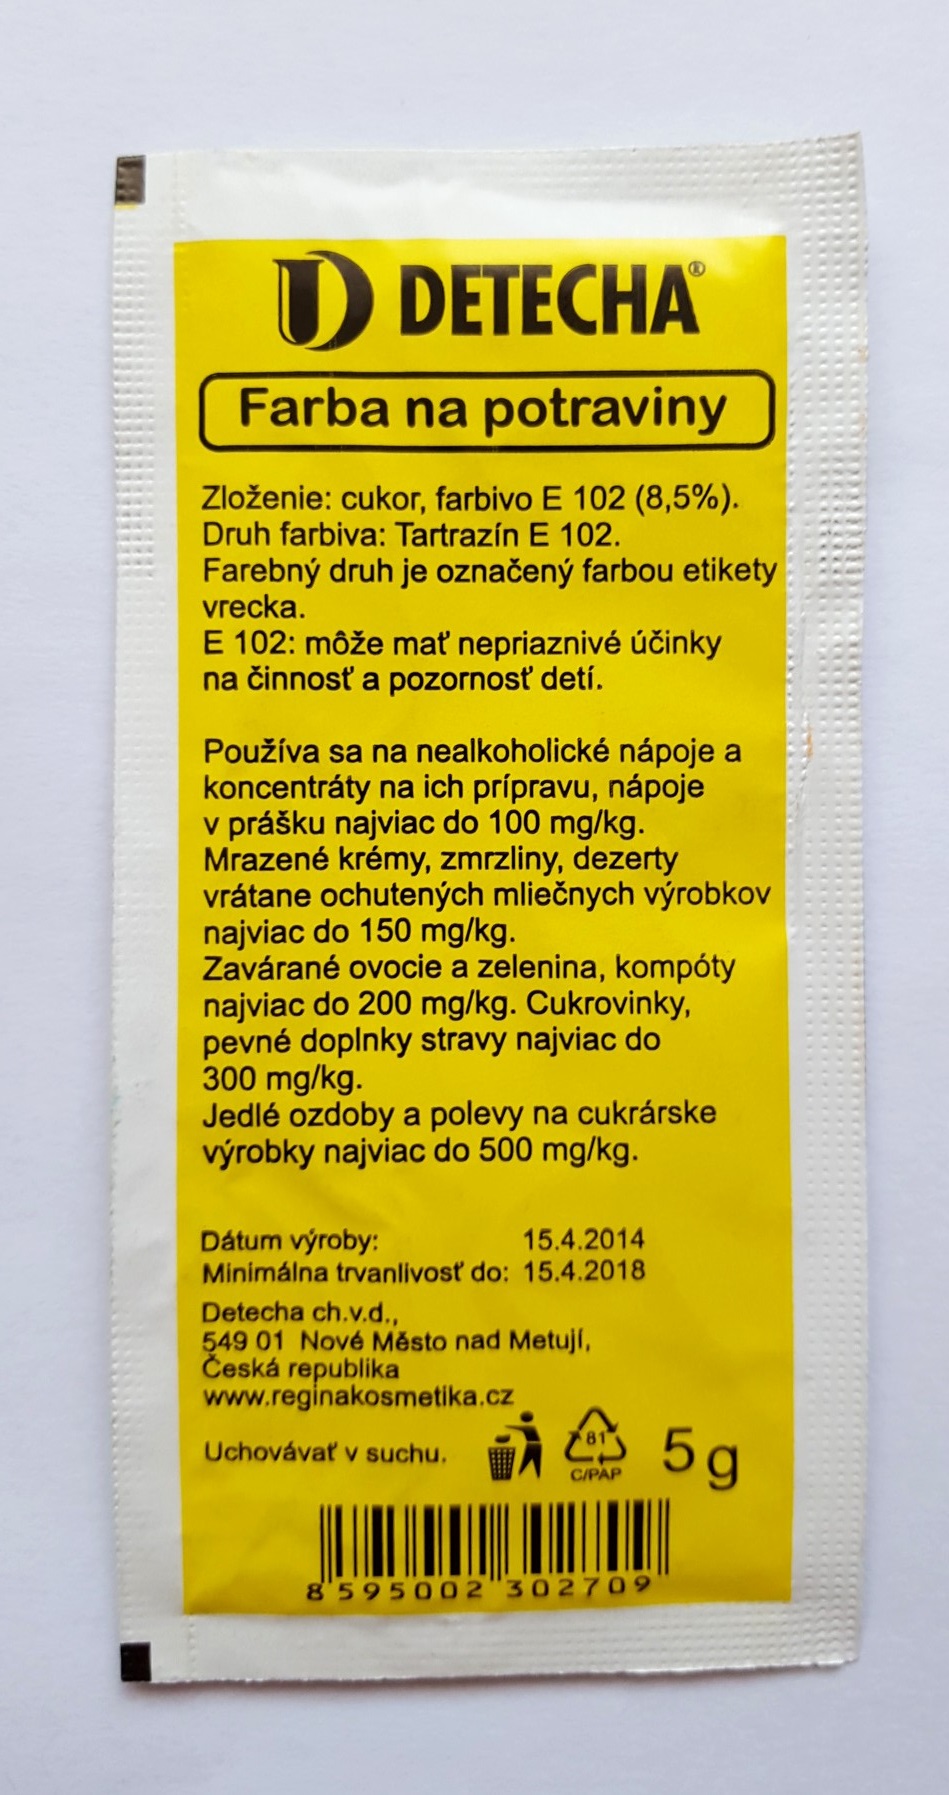 DETECHA®
Farba na potraviny
Zloženie: cukor, farbivo E 102 (8,5%).
Druh farbiva: Tartrazín E 102.
Farebný druh je označený farbou etikety
vrecka.
E 102: môže mať nepriaznivé účinky
na činnosť a pozornosť detí.
Používa sa na nealkoholické nápoje a
koncentráty na ich prípravu, nápoje
v prášku najviac do 100 mg/kg.
Mrazené krémy, zmrzliny, dezerty
vrátane ochutených mliečnych výrobkov
najviac do 150 mg/kg.
Zavárané ovocie a zelenina, kompóty
najviac do 200 mg/kg. Cukrovinky,
pevné doplnky stravy najviac do
300 mg/kg.
Jedlé ozdoby a polevy na cukrárske
výrobky najviac do 500 mg/kg.
Dátum výroby: 15.4.2014
Minimálna trvanlivosť do: 15.4.2018
Detecha ch.v.d.,
549 01 Nové Město nad Metují,
Česká republika
www.reginakosmetika.cz
Uchovávať v suchu.
81
C/PAP
5 g
8 595002 302709